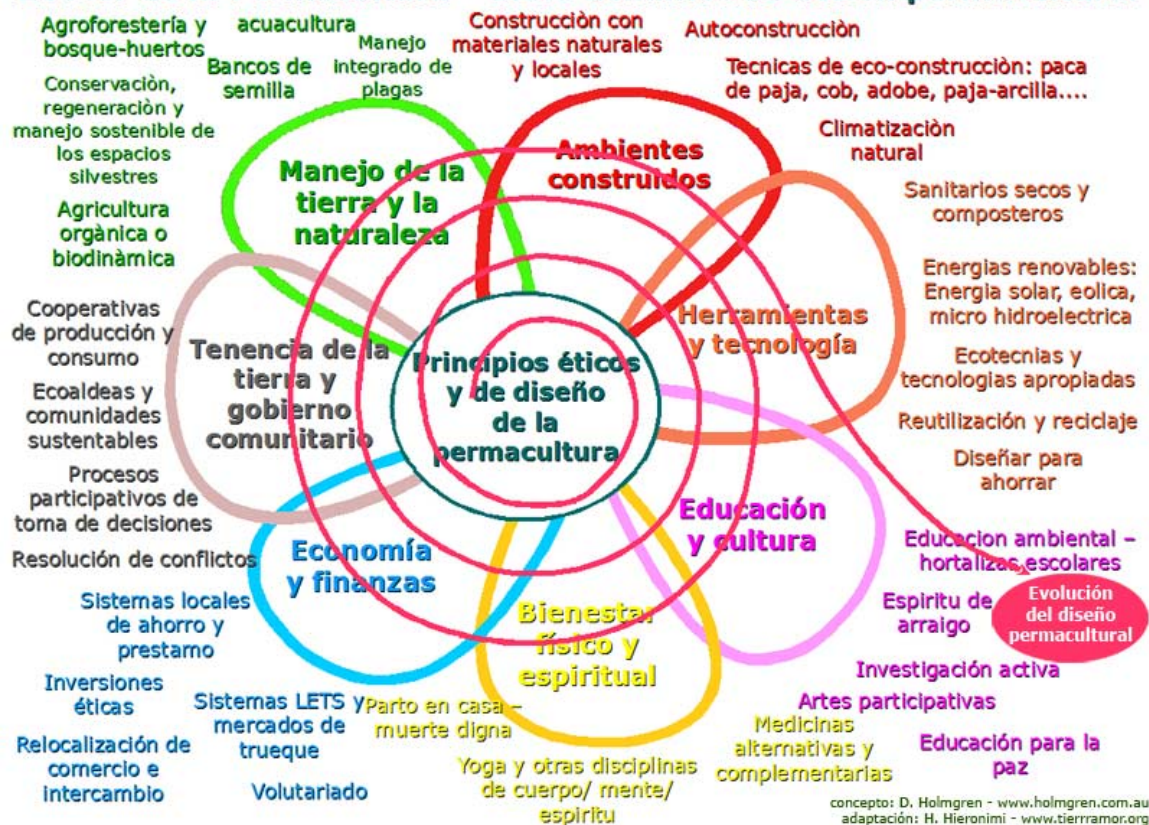 Agroforestería y
bosque-huertos
acuacultura
Bancos de
semilla
Manejo
integrado de
plagas
Conservaciòn,
regeneraciòn y
manejo sostenible de
los espacios
silvestres
Agricultura
orgànica o
biodinàmica
Manejo de la
tierra y la
naturaleza
Construcciòn con
materiales naturales
y locales
Autoconstrucciòn
Tecnicas de eco-construcciòn: paca
de paja, cob, adobe, paja-arcilla....
Climatizaciòn
natural
Ambientes
construidos
Sanitarios secos y
composteros
Energias renovables:
Energia solar, eolica,
micro hidroelectrica
Ecotecnias y
tecnologias apropiadas
Reutilización y reciclaje
Diseñar para
ahorrar
Herramientas
y tecnología
Cooperativas
de producción y
consumo
Ecoaldeas y
comunidades
sustentables
Procesos
participativos de
toma de decisiones
Resolución de conflictos
Tenencia de la
tierra y
gobierno
comunitario
Principios éticos
y de diseño
de la
permacultura
Educación
y cultura
Educacion ambiental –
hortalizas escolares
Espiritu de
arraigo
Evolución
del diseño
permacultural
Investigación activa
Artes participativas
Educación para la
paz
Economía
y finanzas
Sistemas locales
de ahorro y
prestamo
Inversiones
éticas
Sistemas LETS y
mercados de
trueque
Relocalización de
comercio e
intercambio
Volutariado
Bienestar
físico y
espiritual
Parto en casa –
muerte digna
Yoga y otras disciplinas
de cuerpo/ mente/
espiritu
Medicinas
alternativas y
complementarias
concepto: D. Holmgren - www.holmgren.com.au
adaptación: H. Hieronimi - www.tierrramor.org